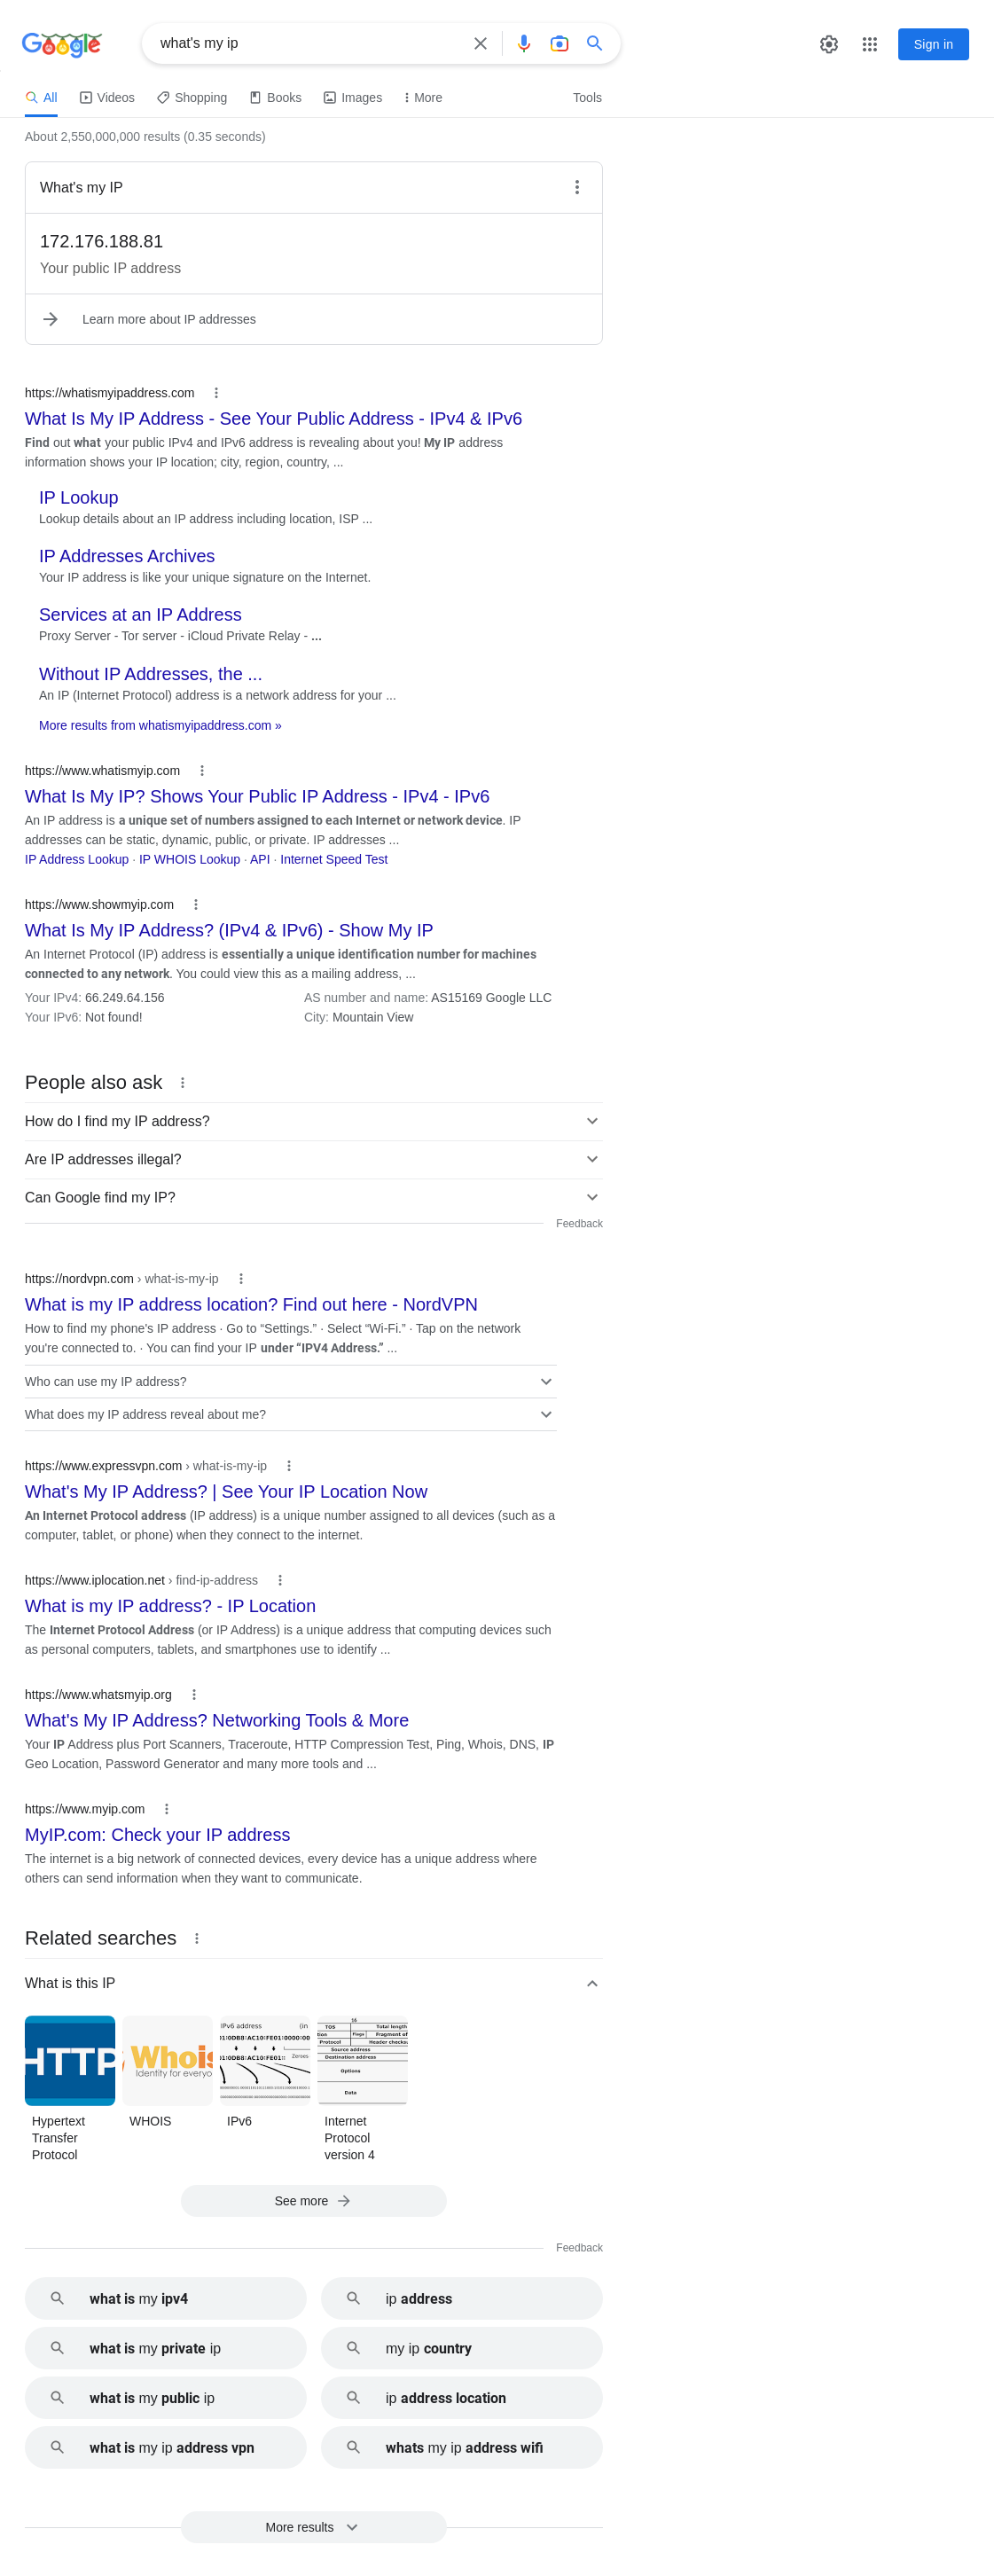 Google
what's my ip
Sign in
All
Videos
Shopping
Books
Images
More
Tools
About 2,550,000,000 results (0.35 seconds)
What's my IP
172.176.188.81
Your public IP address
Learn more about IP addresses
https://whatismyipaddress.com
What Is My IP Address - See Your Public Address - IPv4 & IPv6
Find out what your public IPv4 and IPv6 address is revealing about you! My IP address
information shows your IP location; city, region, country, ...
IP Lookup
Lookup details about an IP address including location, ISP ...
IP Addresses Archives
Your IP address is like your unique signature on the Internet.
Services at an IP Address
Proxy Server - Tor server - iCloud Private Relay - ...
Without IP Addresses, the ...
An IP (Internet Protocol) address is a network address for your ...
More results from whatismyipaddress.com »
https://www.whatismyip.com
What Is My IP? Shows Your Public IP Address - IPv4 - IPv6
An IP address is a unique set of numbers assigned to each Internet or network device. IP
addresses can be static, dynamic, public, or private. IP addresses ...
IP Address Lookup · IP WHOIS Lookup · API · Internet Speed Test
https://www.showmyip.com
What Is My IP Address? (IPv4 & IPv6) - Show My IP
An Internet Protocol (IP) address is essentially a unique identification number for machines
connected to any network. You could view this as a mailing address, ...
Your IPv4: 66.249.64.156
AS number and name: AS15169 Google LLC
Your IPv6: Not found!
City: Mountain View
People also ask
How do I find my IP address?
Are IP addresses illegal?
Can Google find my IP?
Feedback
https://nordvpn.com › what-is-my-ip
What is my IP address location? Find out here - NordVPN
How to find my phone's IP address · Go to “Settings.” · Select “Wi-Fi.” · Tap on the network
you're connected to. · You can find your IP under “IPV4 Address.” ...
Who can use my IP address?
What does my IP address reveal about me?
https://www.expressvpn.com › what-is-my-ip
What's My IP Address? | See Your IP Location Now
An Internet Protocol address (IP address) is a unique number assigned to all devices (such as a
computer, tablet, or phone) when they connect to the internet.
https://www.iplocation.net › find-ip-address
What is my IP address? - IP Location
The Internet Protocol Address (or IP Address) is a unique address that computing devices such
as personal computers, tablets, and smartphones use to identify ...
https://www.whatsmyip.org
What's My IP Address? Networking Tools & More
Your IP Address plus Port Scanners, Traceroute, HTTP Compression Test, Ping, Whois, DNS, IP
Geo Location, Password Generator and many more tools and ...
https://www.myip.com
MyIP.com: Check your IP address
The internet is a big network of connected devices, every device has a unique address where
others can send information when they want to communicate.
Related searches
What is this IP
HTTP
Whois
Identity for everyo
IPv6 address (in
Zeroes
16
TOS Total length
Flags Fragment of
Protocol Header checksu
Source address
Destination address
Options
Data
Hypertext
Transfer
Protocol
WHOIS
IPv6
Internet
Protocol
version 4
See more
Feedback
what is my ipv4
ip address
what is my private ip
my ip country
what is my public ip
ip address location
what is my ip address vpn
whats my ip address wifi
More results